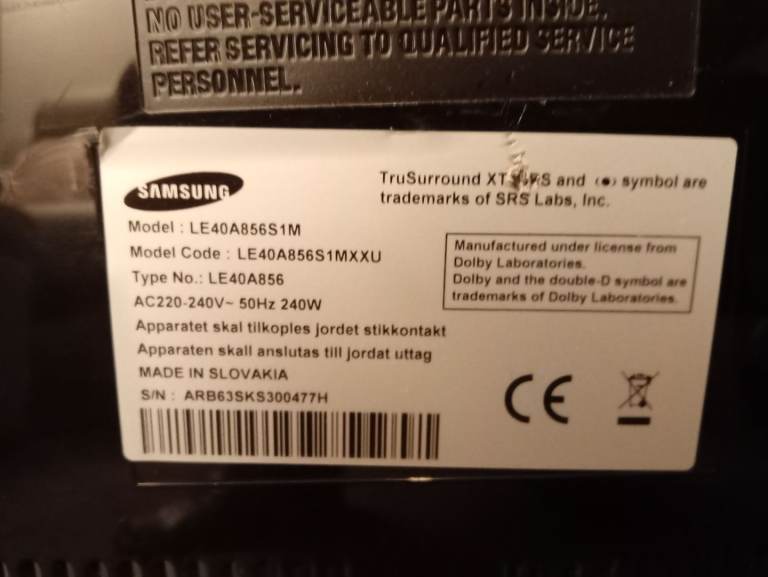 NO USER-SERVICEABLE PARTS INSIDE.
REFER SERVICING TO QUALIFIED SERVICE
PERSONNEL.
SAMSUNG
Model : LE40A856S1M
Model Code : LE40A856S1MXXU
Type No.: LE40A856
AC220-240V~ 50Hz 240W
Apparatet skal tilkoples jordet stikkontakt
Apparaten skall anslutas till jordat uttag
MADE IN SLOVAKIA
S/N : ARB63SKS300477H
TruSurround XT, and (●) symbol are
trademarks of SRS Labs, Inc.
Manufactured under license from
Dolby Laboratories.
Dolby and the double-D symbol are
trademarks of Dolby Laboratories.
CE